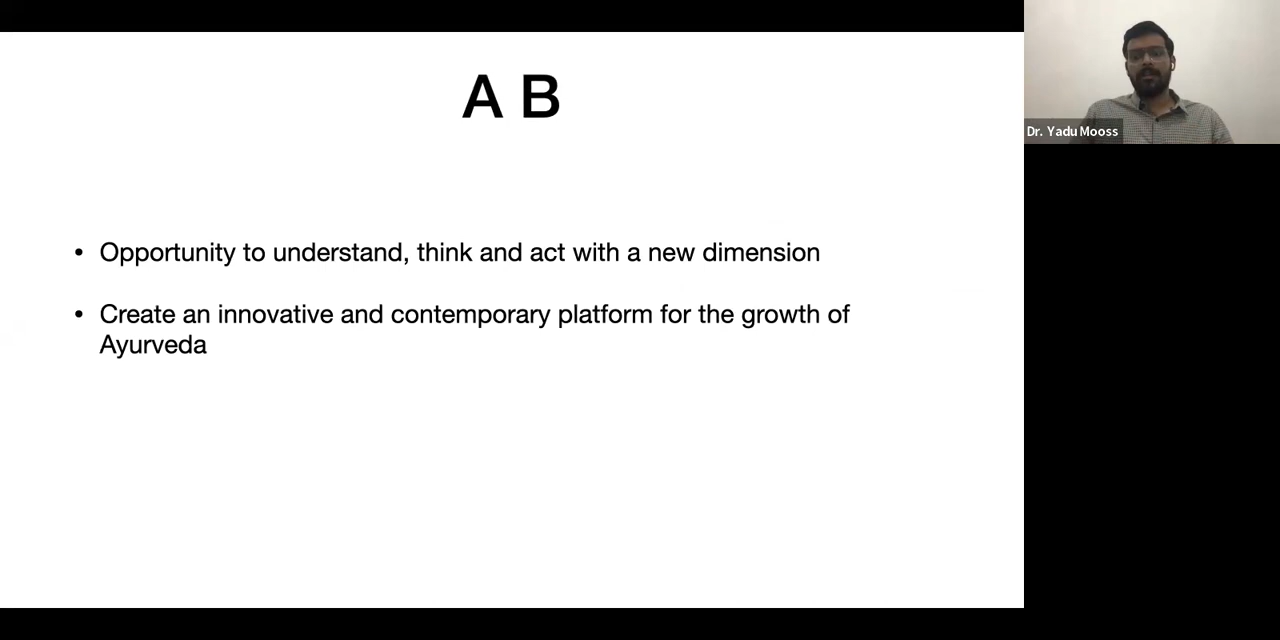 A B
• Opportunity to understand, think and act with a new dimension
• Create an innovative and contemporary platform for the growth of
Ayurveda
Dr. Yadu Mooss